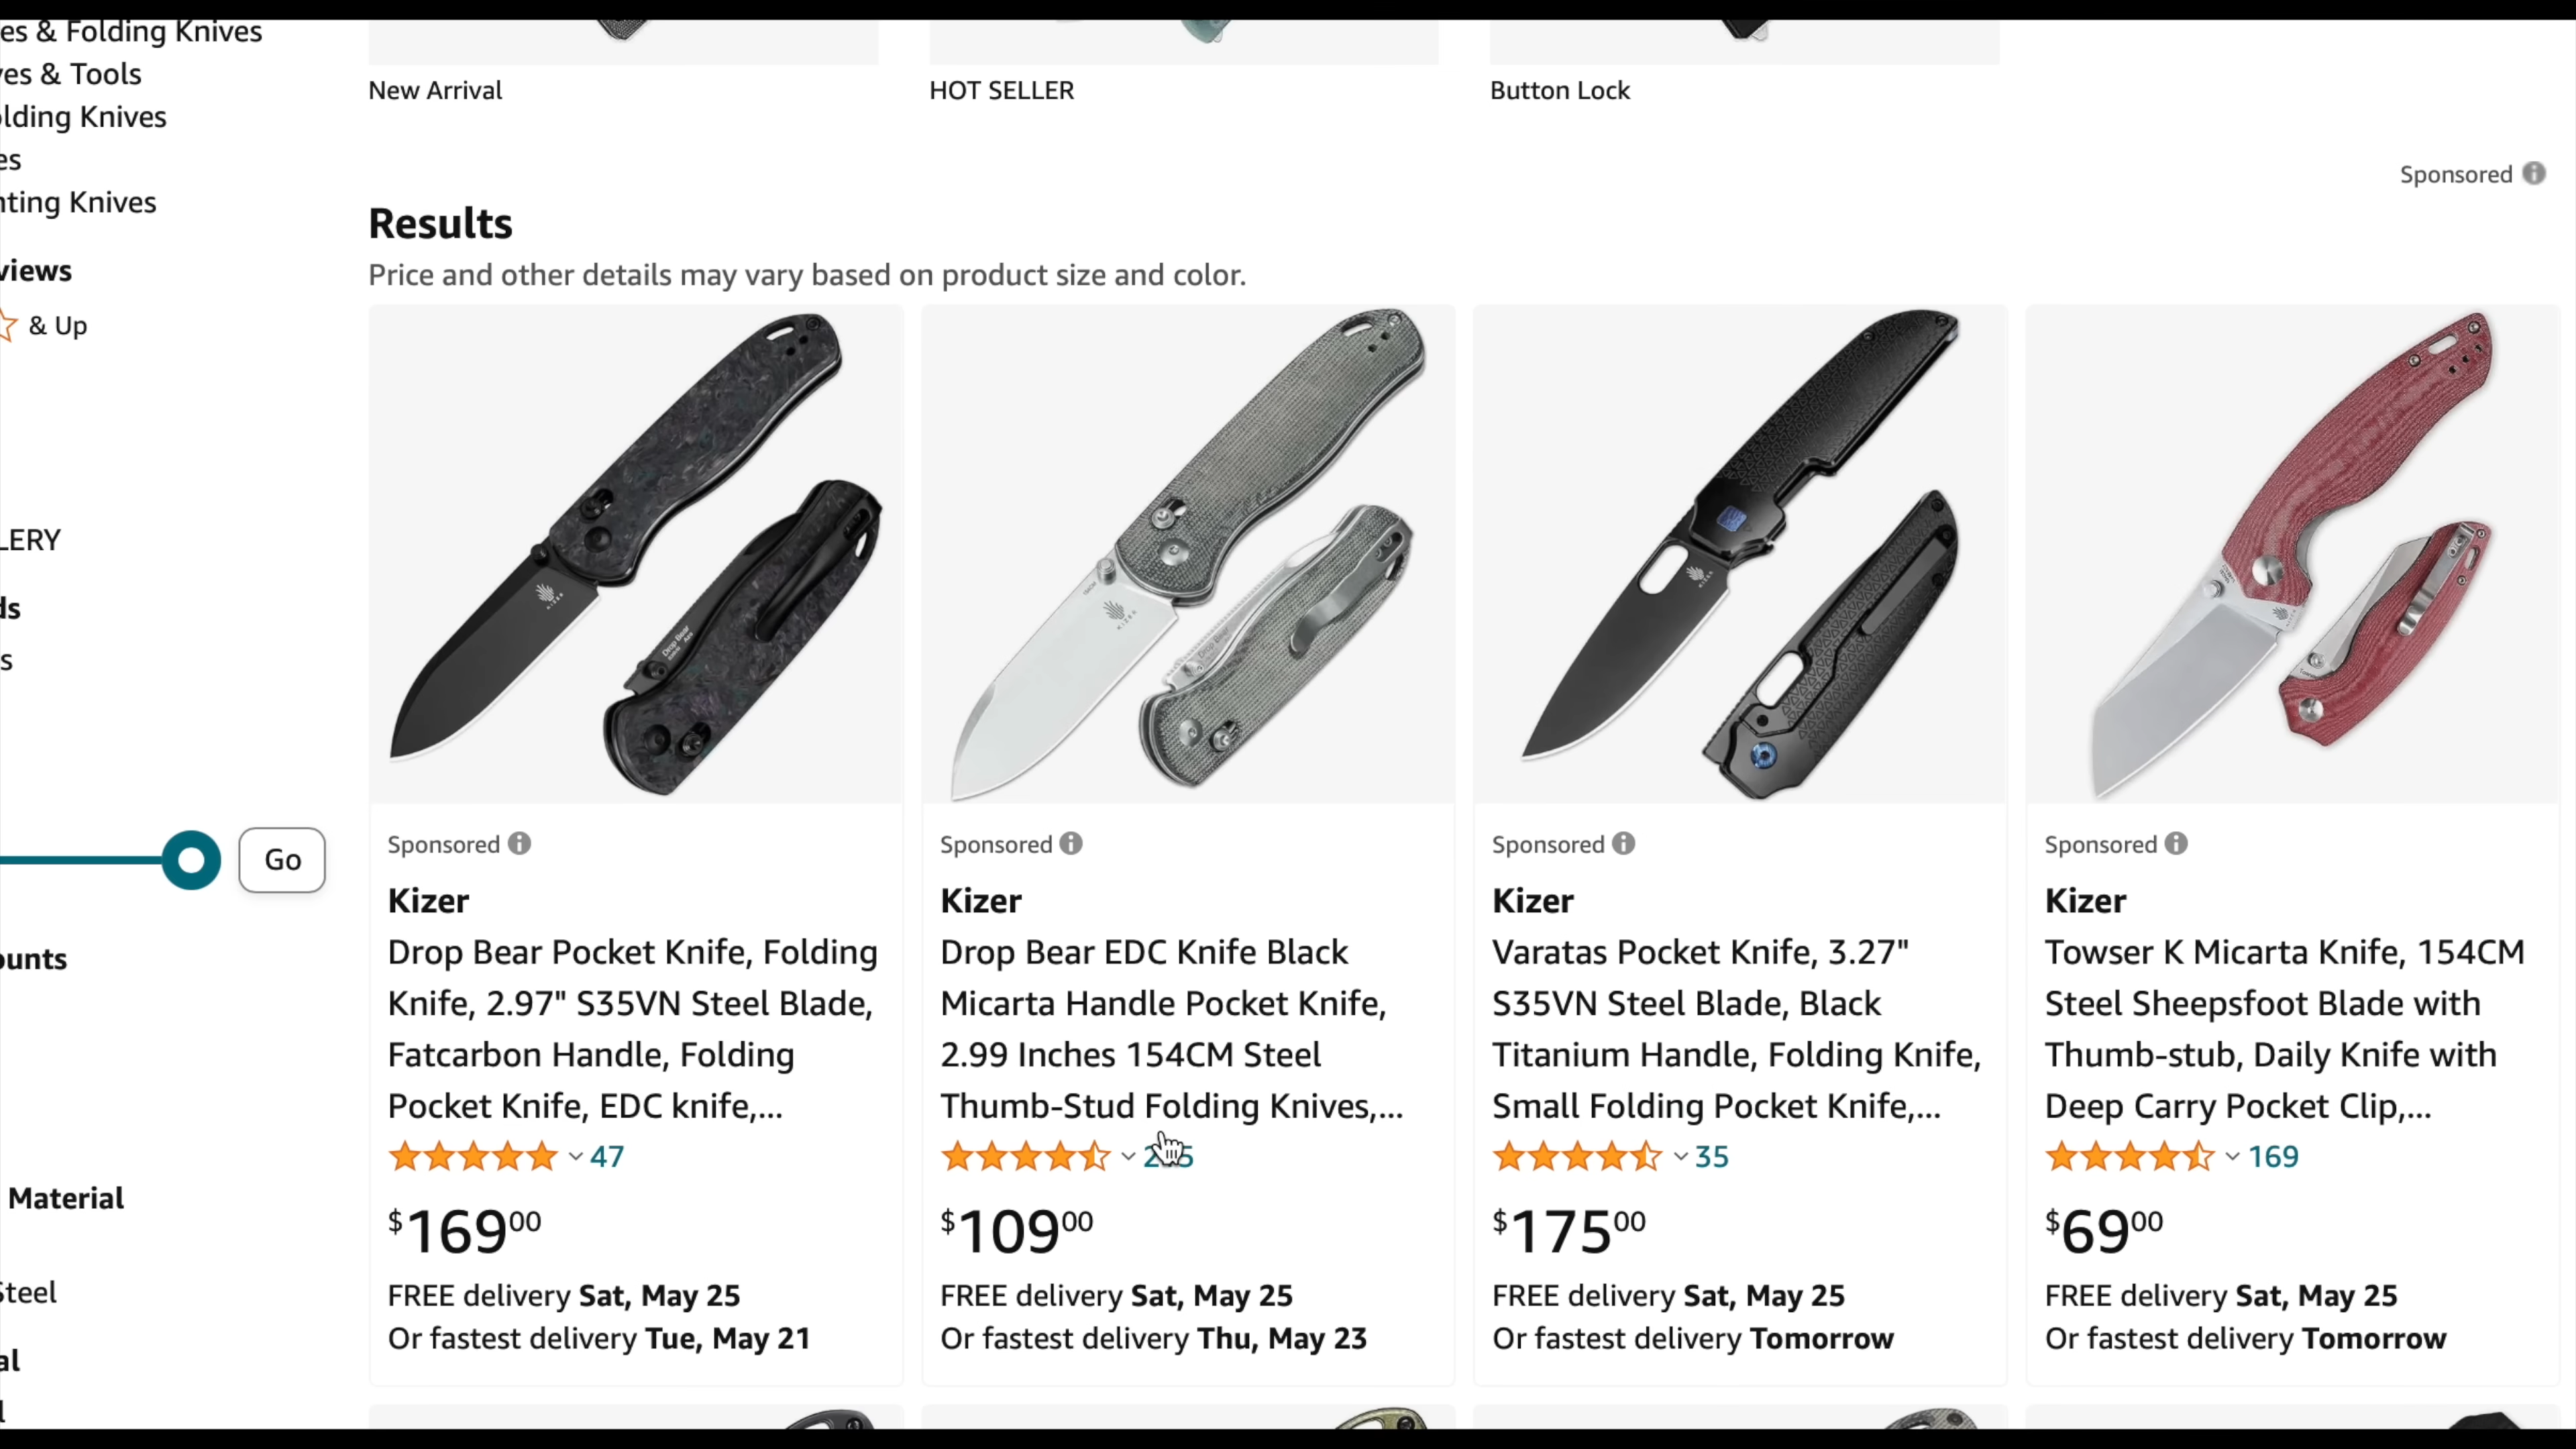 es & Folding Knives
es & Tools
lding Knives
es
nting Knives
views
& Up
LERY
ds
s
Go
ounts
Material
Steel
al
New Arrival
HOT SELLER
Button Lock
Sponsored
Results
Price and other details may vary based on product size and color.
KIZER
Drop Bear
KIZER
KIZER
Sponsored
Kizer
Drop Bear Pocket Knife, Folding
Knife, 2.97" S35VN Steel Blade,
Fatcarbon Handle, Folding
Pocket Knife, EDC knife,...
47
$16900
FREE delivery Sat, May 25
Or fastest delivery Tue, May 21
Sponsored
Kizer
Drop Bear EDC Knife Black
Micarta Handle Pocket Knife,
2.99 Inches 154CM Steel
Thumb-Stud Folding Knives,...
$10900
FREE delivery Sat, May 25
Or fastest delivery Thu, May 23
Sponsored
Kizer
Varatas Pocket Knife, 3.27"
S35VN Steel Blade, Black
Titanium Handle, Folding Knife,
Small Folding Pocket Knife,...
35
$17500
FREE delivery Sat, May 25
Or fastest delivery Tomorrow
Sponsored
Kizer
Towser K Micarta Knife, 154CM
Steel Sheepsfoot Blade with
Thumb-stub, Daily Knife with
Deep Carry Pocket Clip,...
169
$6900
FREE delivery Sat, May 25
Or fastest delivery Tomorrow